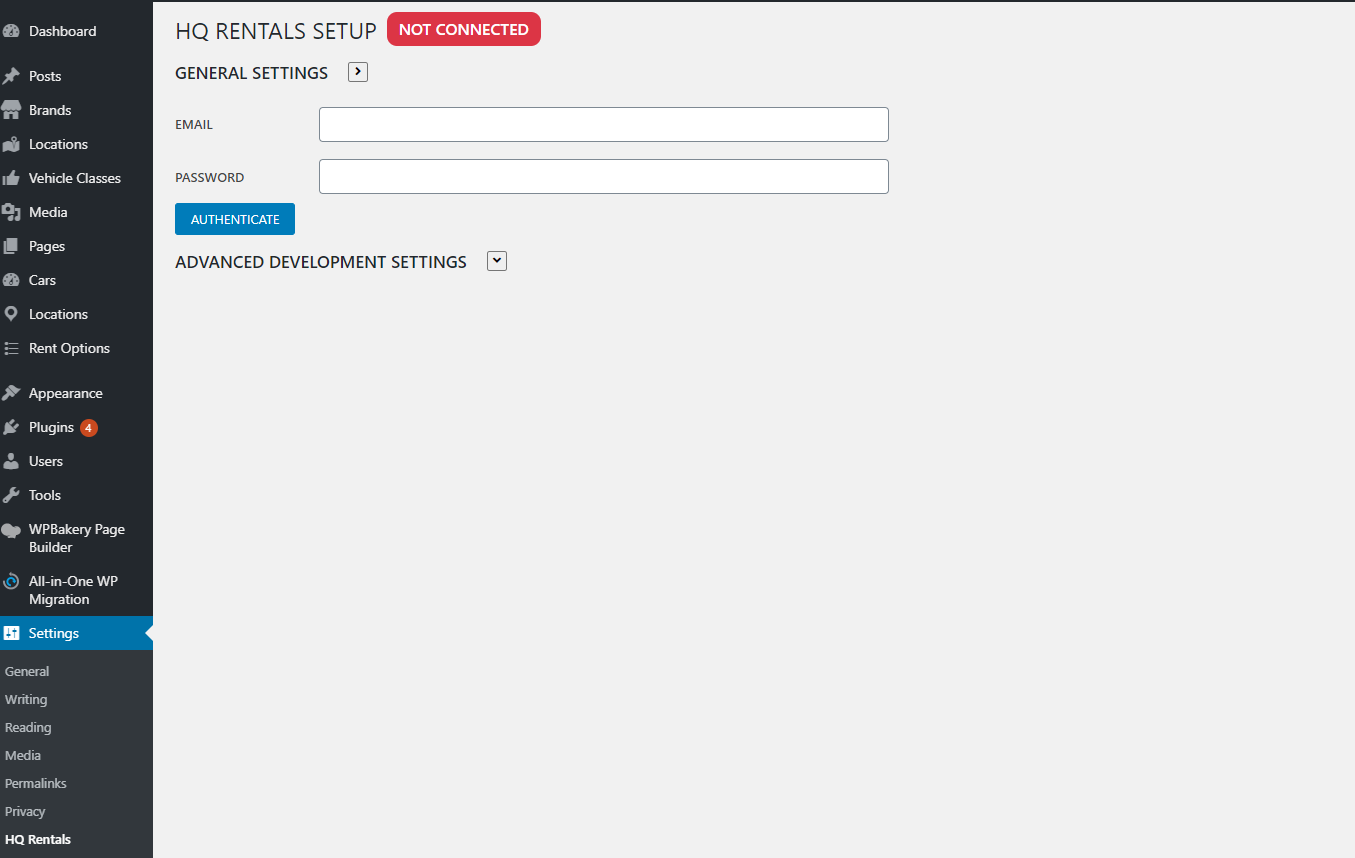 Dashboard
Posts
Brands
Locations
Vehicle Classes
Media
Pages
Cars
Locations
Rent Options
Appearance
Plugins 4
Users
Tools
WPBakery Page
Builder
All-in-One WP
Migration
Settings
General
Writing
Reading
Media
Permalinks
Privacy
HQ Rentals
HQ RENTALS SETUP NOT CONNECTED
GENERAL SETTINGS
EMAIL
PASSWORD
AUTHENTICATE
ADVANCED DEVELOPMENT SETTINGS